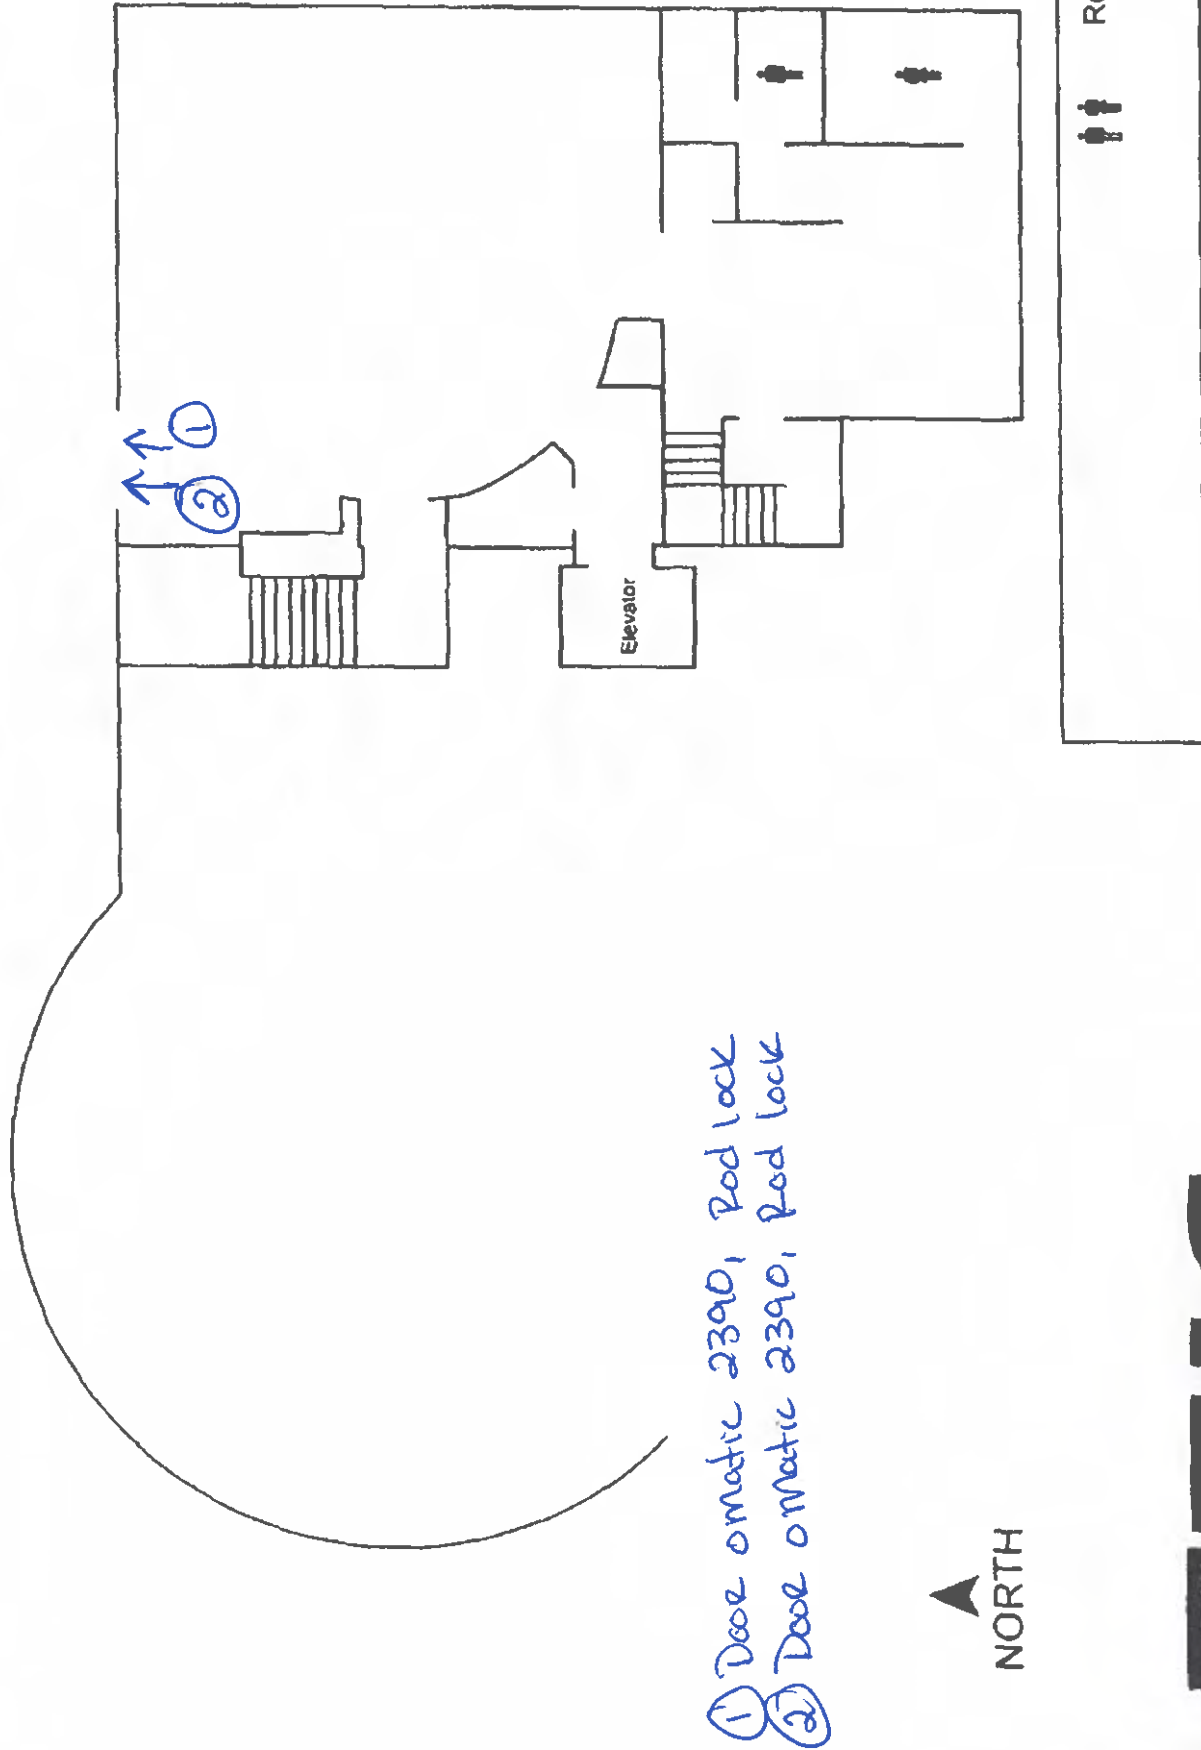 ①
②
Elevator
① Door omatic 2390, Rod lock
② Door omatic 2390, Rod lock
NORTH